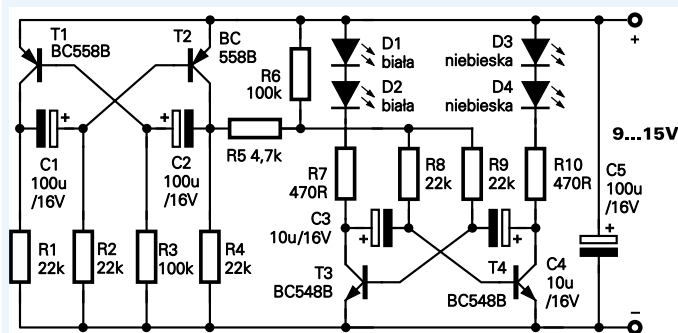 T1
BC558B
T2
BC
558B
R6
100k
D1
biała
D2
biała
D3
niebieska
D4
niebieska
+
9...15V
+
C1
100u
/16V
+
C2
100u
/16V
R5 4,7k
R7
470R
R8
22k
R9
22k
R10
470R
C5
100u
/16V
+
C3
10u/16V
+
+
R1
22k
R2
22k
R3
100k
R4
22k
T3
BC548B
T4
BC548B
C4
10u
/16V
−